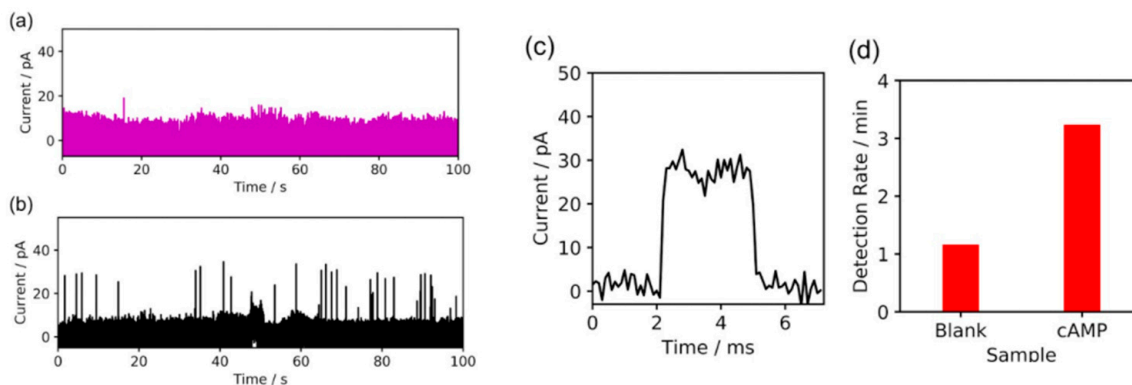 (a)
Current / pA
40
20
0
0 20 40 60 80 100
Time / s
(b)
Current / pA
40
20
0
0 20 40 60 80 100
Time / s
(c)
Current / pA
50
40
30
20
10
0
0 2 4 6
Time / ms
(d)
Detection Rate / min
4
3
2
1
0
Blank cAMP
Sample